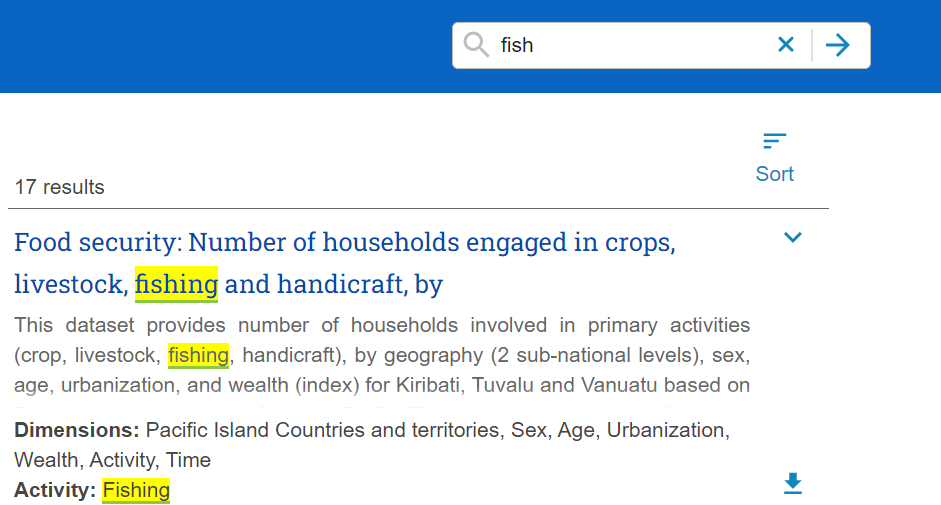 fish
Sort
17 results
Food security: Number of households engaged in crops,
livestock, fishing and handicraft, by
This dataset provides number of households involved in primary activities
(crop, livestock, fishing, handicraft), by geography (2 sub-national levels), sex,
age, urbanization, and wealth (index) for Kiribati, Tuvalu and Vanuatu based on
Dimensions: Pacific Island Countries and territories, Sex, Age, Urbanization,
Wealth, Activity, Time
Activity: Fishing